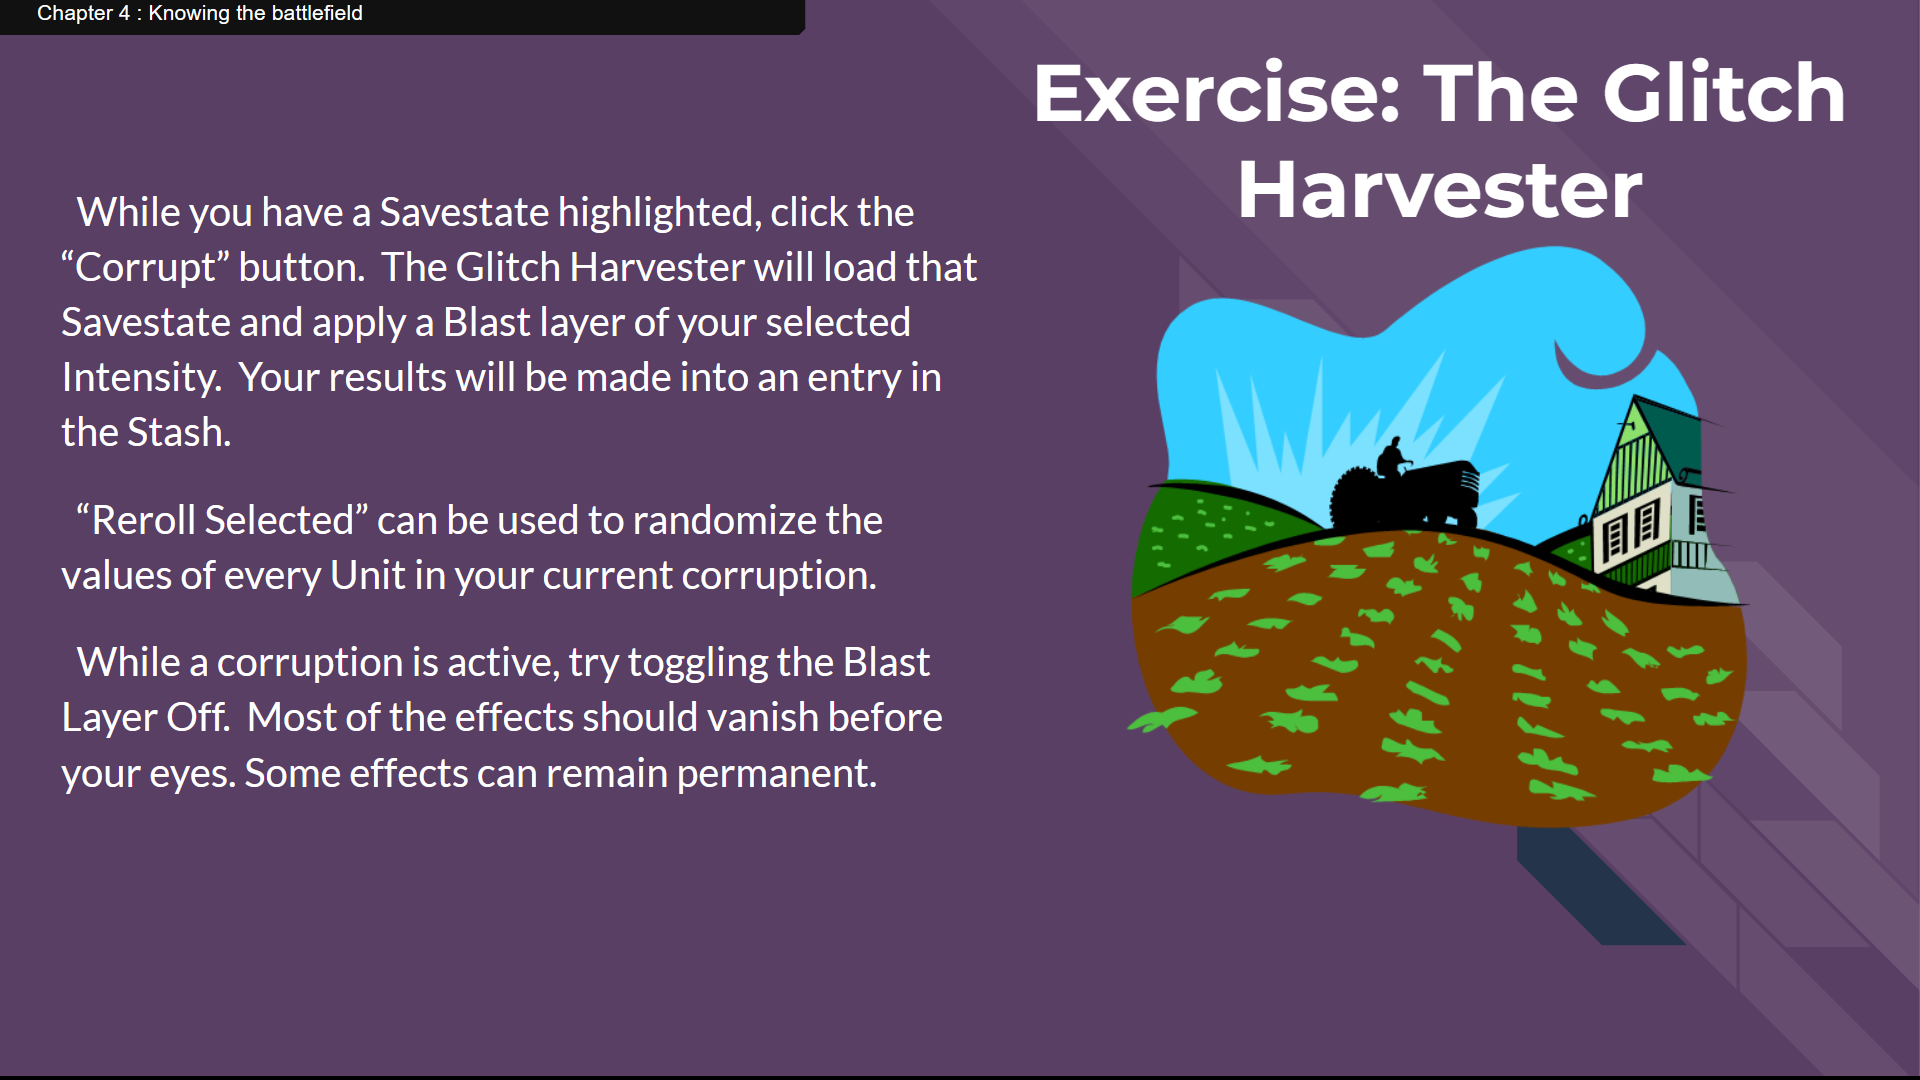 Chapter 4 : Knowing the battlefield
Exercise: The Glitch
Harvester
While you have a Savestate highlighted, click the
“Corrupt” button.  The Glitch Harvester will load that
Savestate and apply a Blast layer of your selected
Intensity.  Your results will be made into an entry in
the Stash.
“Reroll Selected” can be used to randomize the
values of every Unit in your current corruption.
While a corruption is active, try toggling the Blast
Layer Off.  Most of the effects should vanish before
your eyes. Some effects can remain permanent.